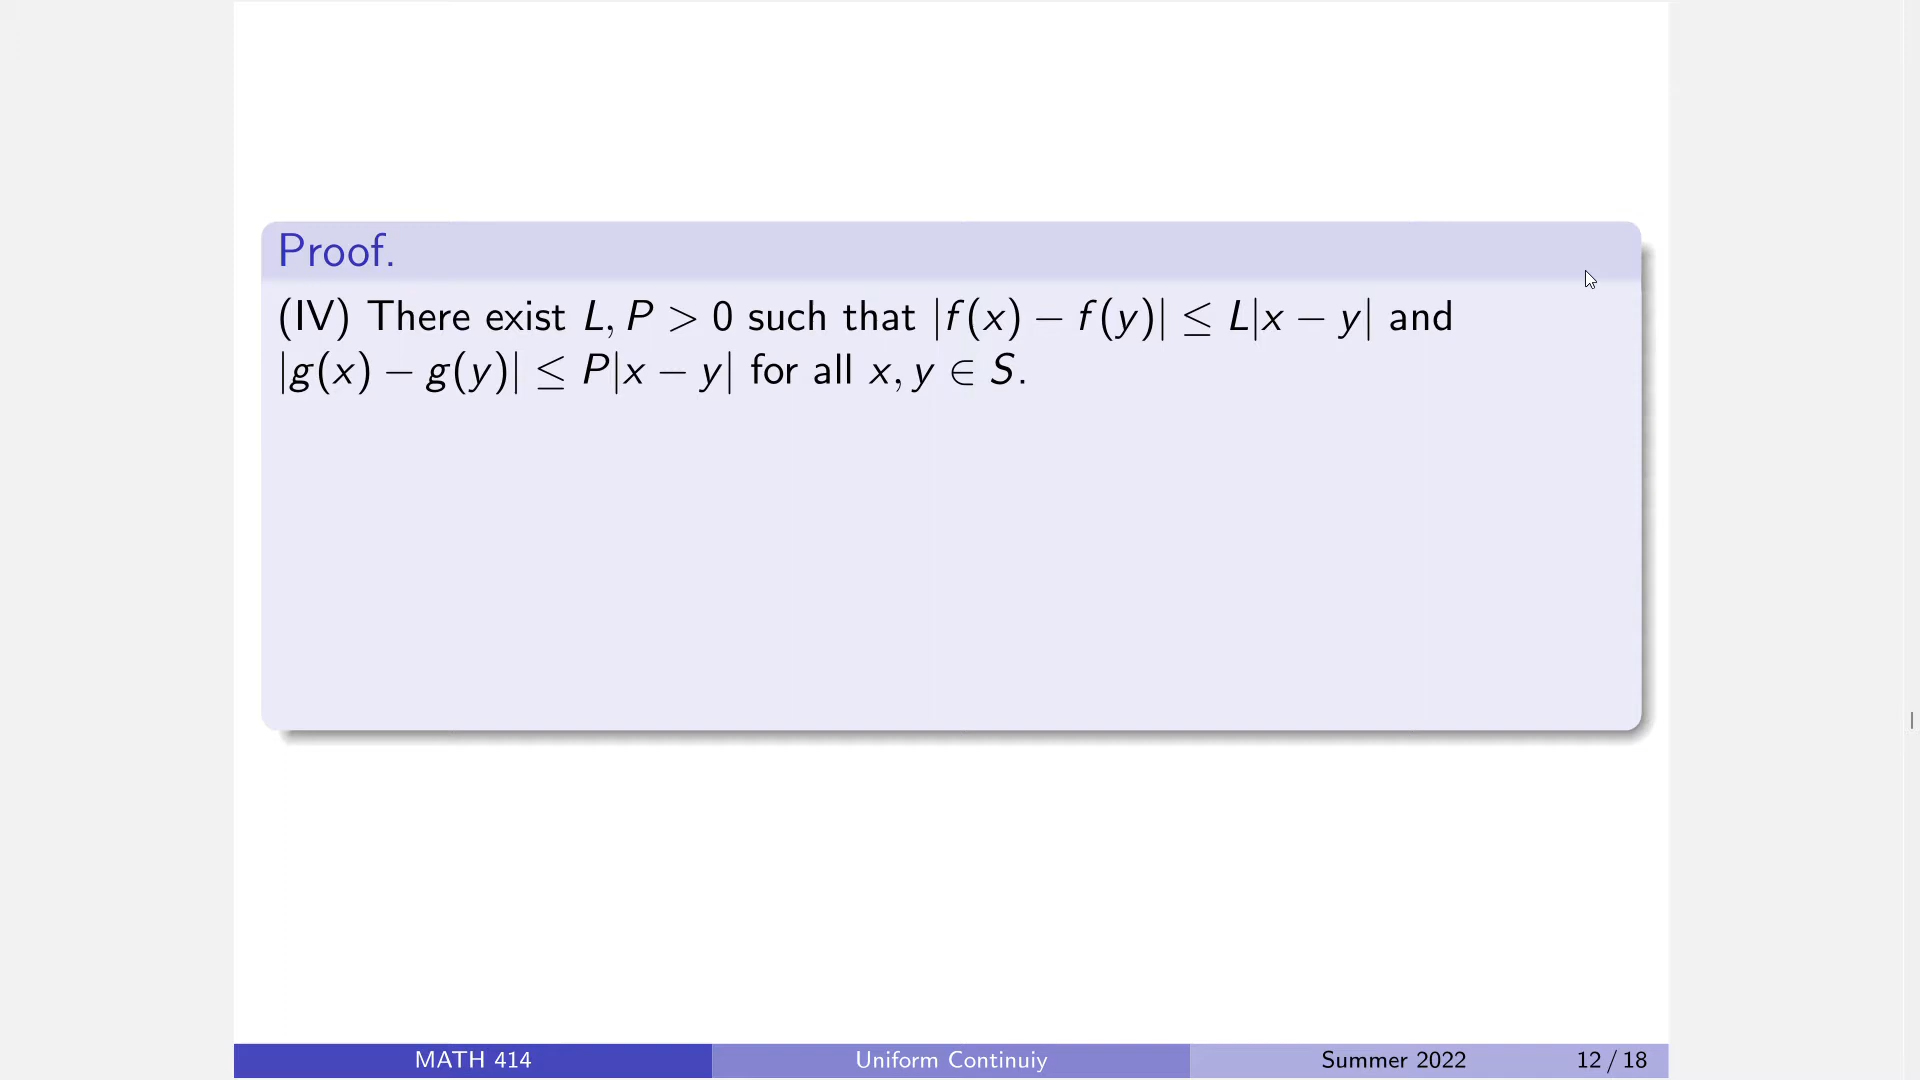 Proof.
(IV) There exist L, P > 0 such that |f(x) − f(y)| ≤ L|x − y| and
|g(x) − g(y)| ≤ P|x − y| for all x, y ∈ S.
MATH 414
Uniform Continuiy
Summer 2022
12 / 18